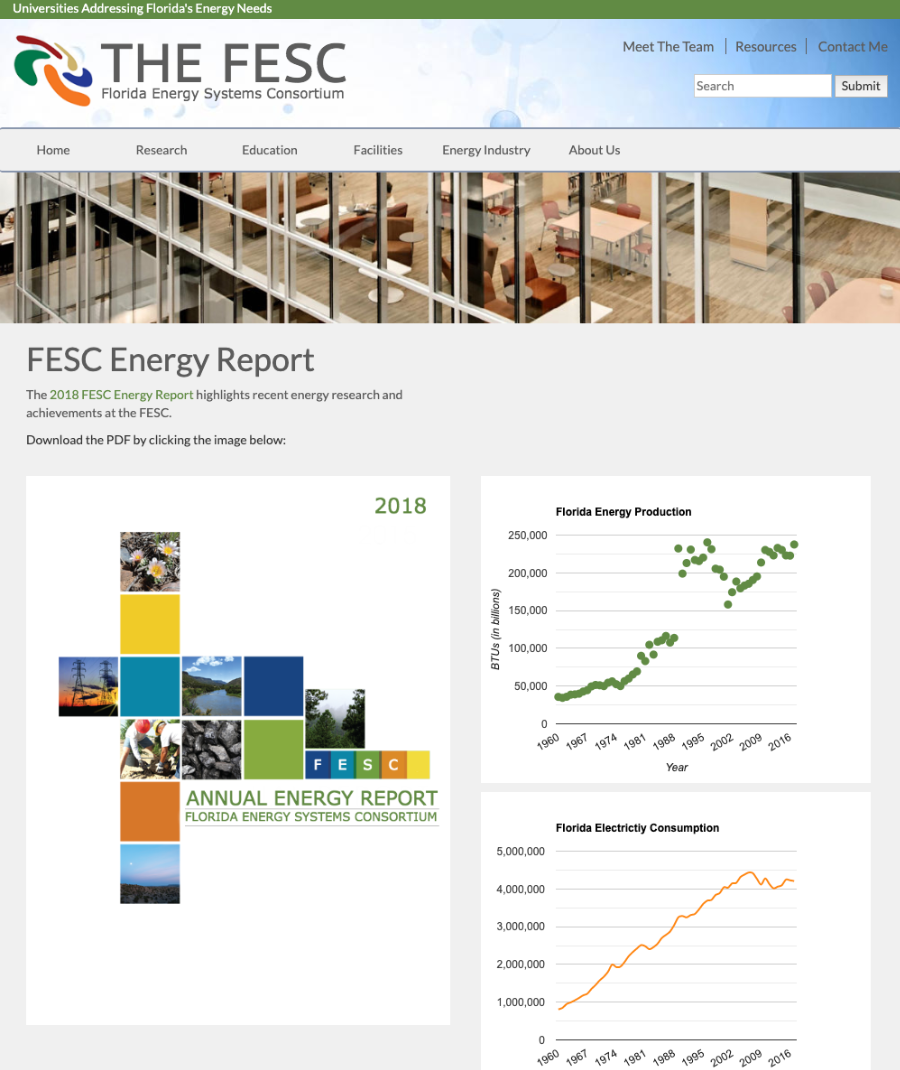 Universities Addressing Florida's Energy Needs
THE FESC
Florida Energy Systems Consortium
Meet The Team
Resources
Contact Me
Search
Submit
Home
Research
Education
Facilities
Energy Industry
About Us
FESC Energy Report
The 2018 FESC Energy Report highlights recent energy research and
achievements at the FESC.
Download the PDF by clicking the image below:
2018
F E S C
ANNUAL ENERGY REPORT
FLORIDA ENERGY SYSTEMS CONSORTIUM
Florida Energy Production
BTUs (in billions)
250,000
200,000
150,000
100,000
50,000
0
1960 1967 1974 1981 1988 1995 2002 2009 2016
Year
Florida Electrictiy Consumption
5,000,000
4,000,000
3,000,000
2,000,000
1,000,000
0
1960 1967 1974 1981 1988 1995 2002 2009 2016